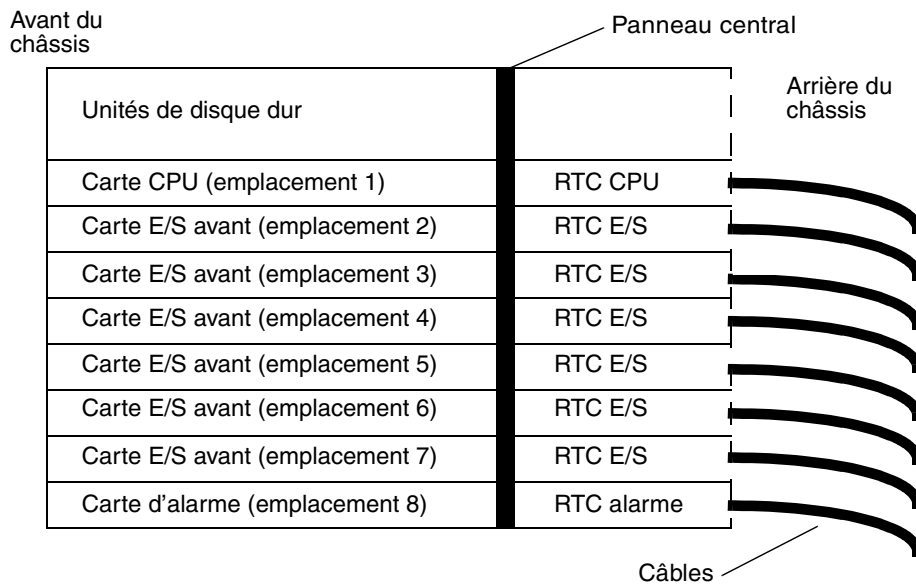 Avant du
châssis
Panneau central
Arrière du
châssis
Unités de disque dur
Carte CPU (emplacement 1) RTC CPU
Carte E/S avant (emplacement 2) RTC E/S
Carte E/S avant (emplacement 3) RTC E/S
Carte E/S avant (emplacement 4) RTC E/S
Carte E/S avant (emplacement 5) RTC E/S
Carte E/S avant (emplacement 6) RTC E/S
Carte E/S avant (emplacement 7) RTC E/S
Carte d'alarme (emplacement 8) RTC alarme
Câbles